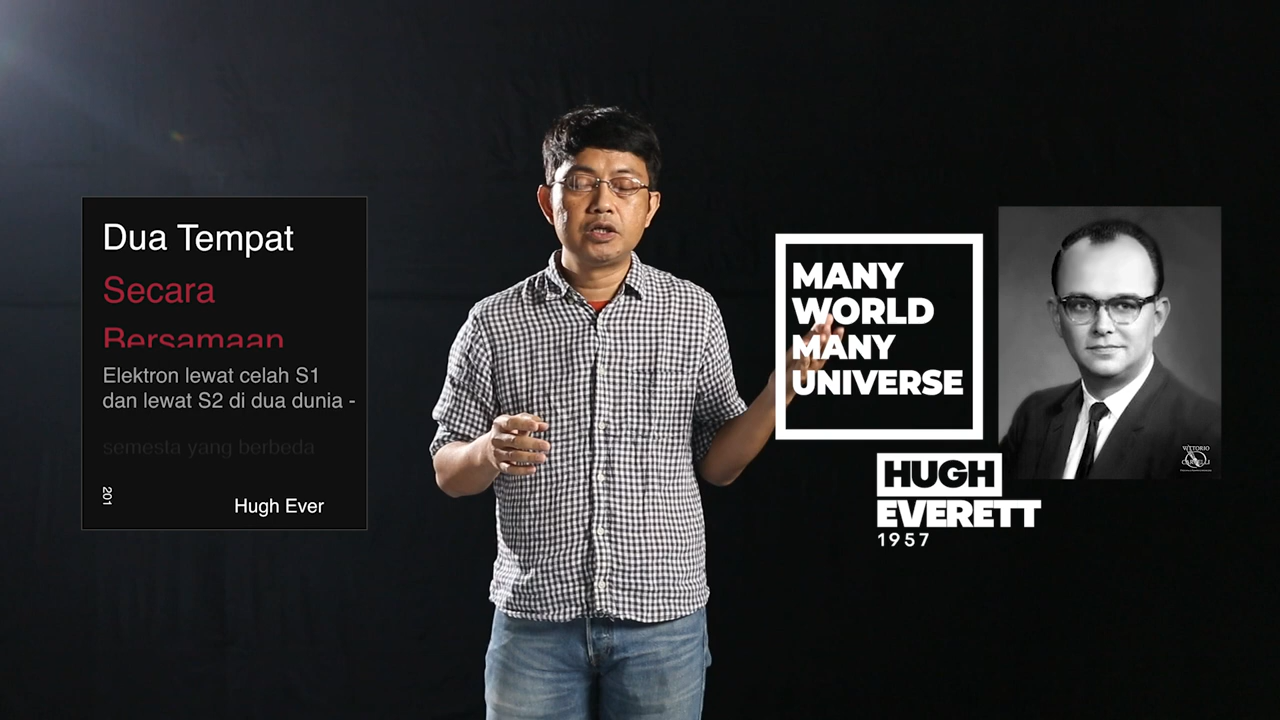 Dua Tempat
Secara
Bersamaan
Elektron lewat celah S1
dan lewat S2 di dua dunia -
semesta yang berbeda
201
Hugh Ever
MANY
WORLD
MANY
UNIVERSE
HUGH
EVERETT
1957